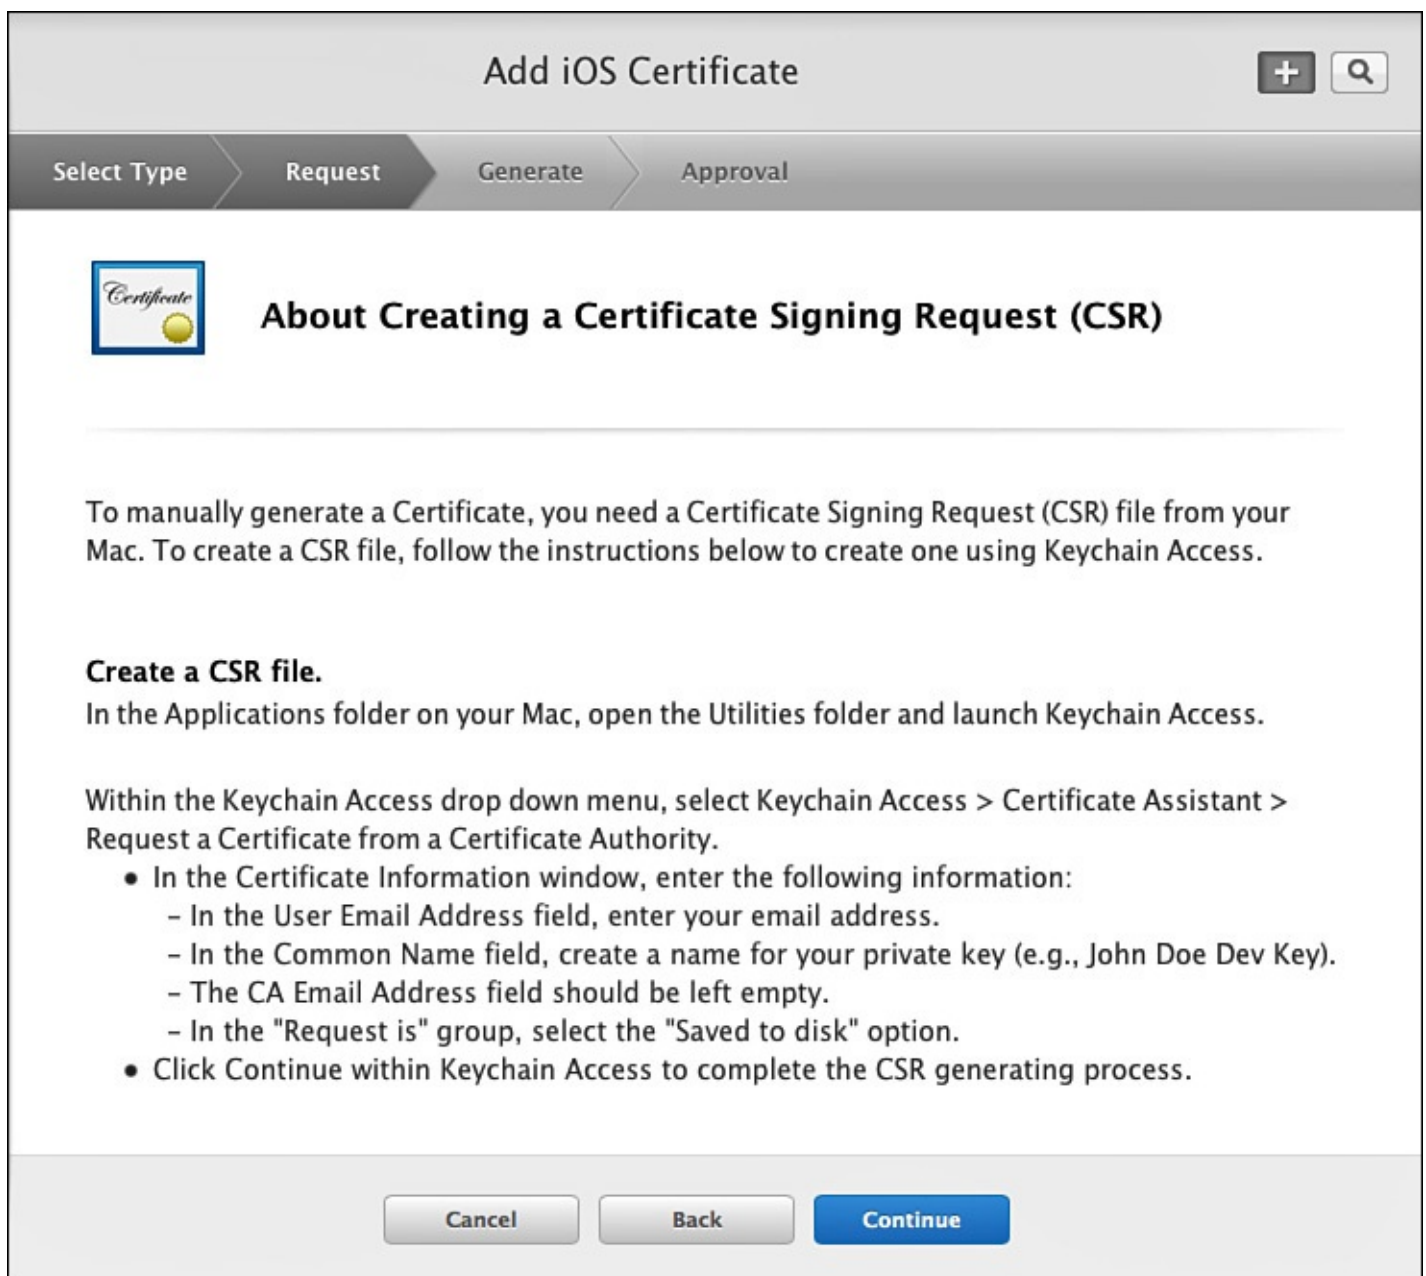 Add iOS Certificate
Select Type
Request
Generate
Approval
Certificate
About Creating a Certificate Signing Request (CSR)
To manually generate a Certificate, you need a Certificate Signing Request (CSR) file from your
Mac. To create a CSR file, follow the instructions below to create one using Keychain Access.
Create a CSR file.
In the Applications folder on your Mac, open the Utilities folder and launch Keychain Access.
Within the Keychain Access drop down menu, select Keychain Access > Certificate Assistant >
Request a Certificate from a Certificate Authority.
• In the Certificate Information window, enter the following information:
– In the User Email Address field, enter your email address.
– In the Common Name field, create a name for your private key (e.g., John Doe Dev Key).
– The CA Email Address field should be left empty.
– In the "Request is" group, select the "Saved to disk" option.
• Click Continue within Keychain Access to complete the CSR generating process.
Cancel
Back
Continue